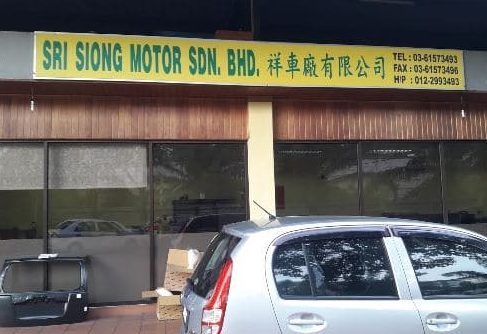 SRI SIONG MOTOR SDN. BHD. 祥車廠有限公司
TEL : 03-61573493
FAX : 03-61573496
H/P : 012-2993493